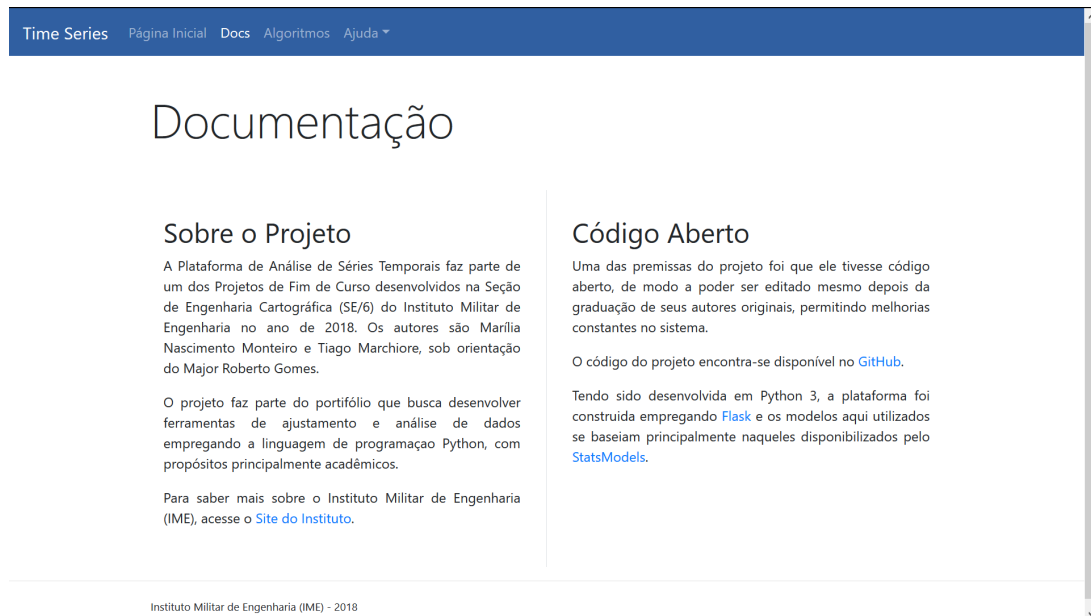 Time Series Página Inicial Docs Algoritmos Ajuda
Documentação
Sobre o Projeto
A Plataforma de Análise de Séries Temporais faz parte de
um dos Projetos de Fim de Curso desenvolvidos na Seção
de Engenharia Cartográfica (SE/6) do Instituto Militar de
Engenharia no ano de 2018. Os autores são Marília
Nascimento Monteiro e Tiago Marchiore, sob orientação
do Major Roberto Gomes.
O projeto faz parte do portifólio que busca desenvolver
ferramentas de ajustamento e análise de dados
empregando a linguagem de programaçao Python, com
propósitos principalmente acadêmicos.
Para saber mais sobre o Instituto Militar de Engenharia
(IME), acesse o Site do Instituto.
Código Aberto
Uma das premissas do projeto foi que ele tivesse código
aberto, de modo a poder ser editado mesmo depois da
graduação de seus autores originais, permitindo melhorias
constantes no sistema.
O código do projeto encontra-se disponível no GitHub.
Tendo sido desenvolvida em Python 3, a plataforma foi
construida empregando Flask e os modelos aqui utilizados
se baseiam principalmente naqueles disponibilizados pelo
StatsModels.
Instituto Militar de Engenharia (IME) - 2018